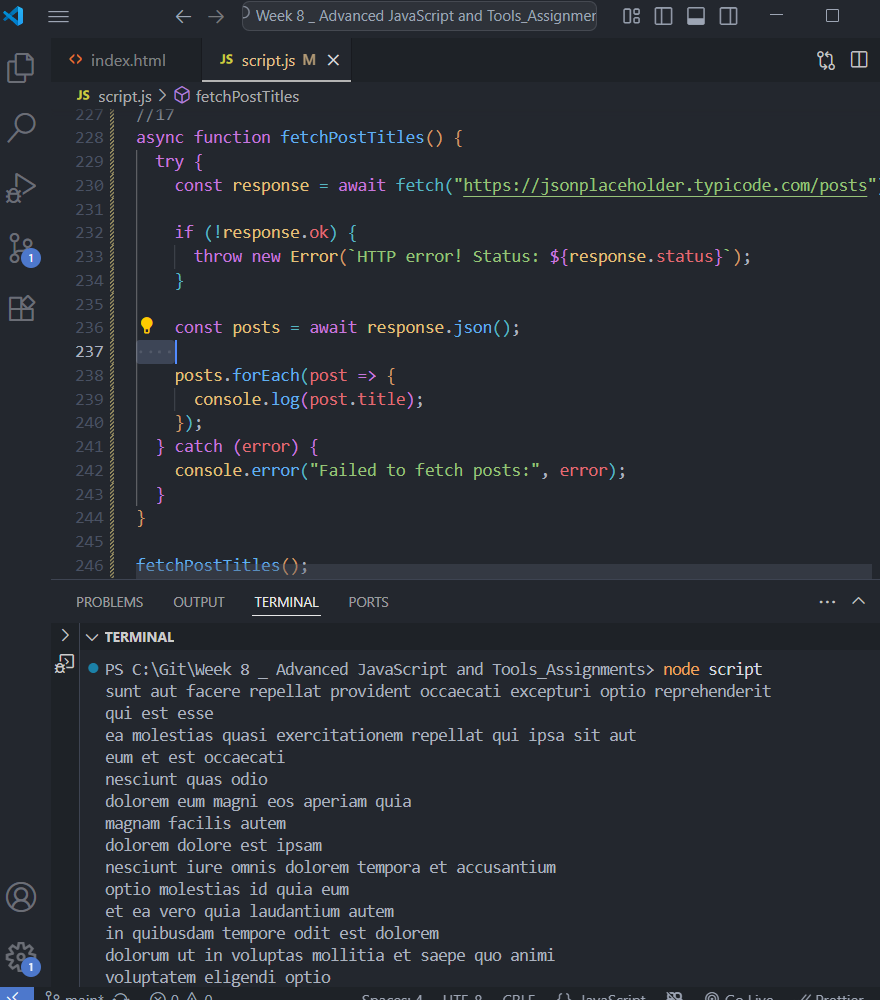 Week 8 _ Advanced JavaScript and Tools_Assignmer
index.html
JS script.js M
JS script.js > fetchPostTitles
227 //17
228 async function fetchPostTitles() {
229 try {
230 const response = await fetch("https://jsonplaceholder.typicode.com/posts")
231
232 if (!response.ok) {
233 throw new Error(`HTTP error! Status: ${response.status}`);
234 }
235
236 const posts = await response.json();
237
238 posts.forEach(post => {
239 console.log(post.title);
240 });
241 } catch (error) {
242 console.error("Failed to fetch posts:", error);
243 }
244 }
245
246 fetchPostTitles();
PROBLEMS OUTPUT TERMINAL PORTS
TERMINAL
PS C:\Git\Week 8 _ Advanced JavaScript and Tools_Assignments> node script
sunt aut facere repellat provident occaecati excepturi optio reprehenderit
qui est esse
ea molestias quasi exercitationem repellat qui ipsa sit aut
eum et est occaecati
nesciunt quas odio
dolorem eum magni eos aperiam quia
magnam facilis autem
dolorem dolore est ipsam
nesciunt iure omnis dolorem tempora et accusantium
optio molestias id quia eum
et ea vero quia laudantium autem
in quibusdam tempore odit est dolorem
dolorum ut in voluptas mollitia et saepe quo animi
voluptatem eligendi optio
1
1
main* 0 0 Spaces: 4 UTF-8 CRLF {} JavaScript Go Live Prettier